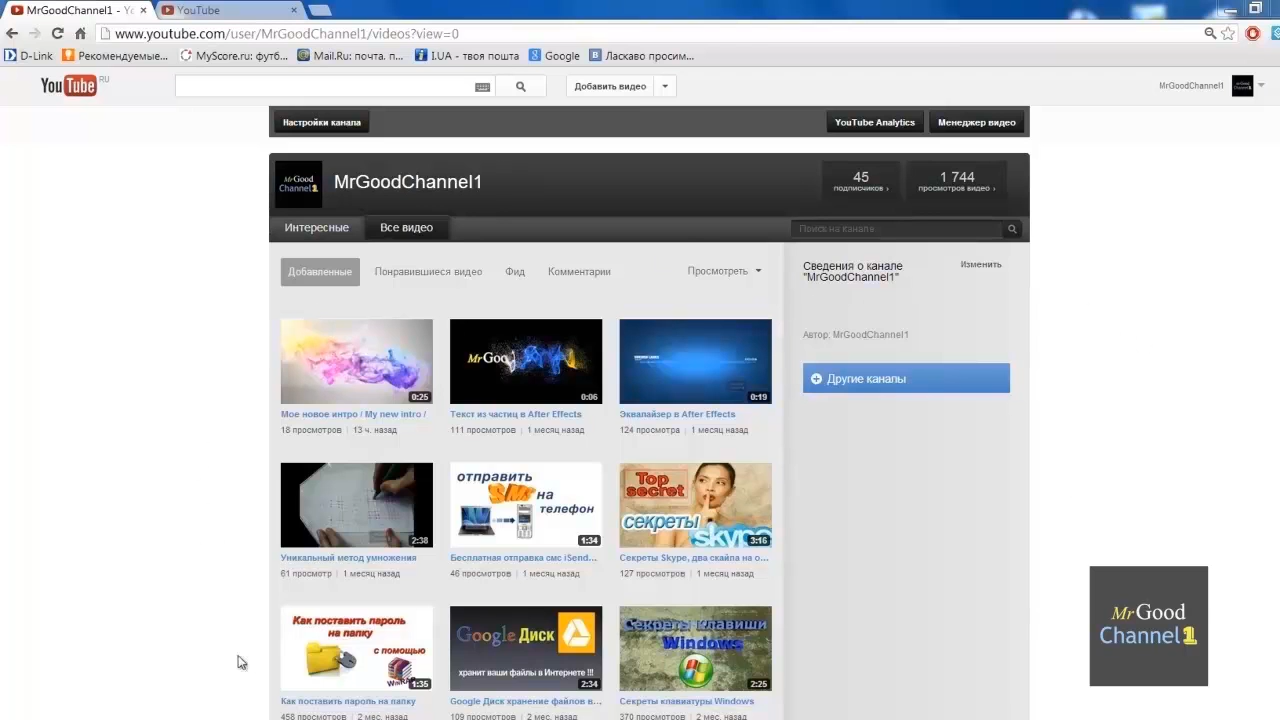 MrGoodChannel1 - Yo
YouTube
www.youtube.com/user/MrGoodChannel1/videos?view=0
D-Link
Рекомендуемые...
MyScore.ru: футб...
Mail.Ru: почта, п...
I.UA - твоя почта
Google
Ласкаво просим...
YouTube RU
Добавить видео
MrGoodChannel1
Настройки канала
YouTube Analytics
Менеджер видео
MrGood
Channel1
MrGoodChannel1
45
подписчиков ›
1 744
просмотров видео ›
Интересные
Все видео
Поиск на канале
Добавленные
Понравившиеся видео
Фид
Комментарии
Просмотреть
Сведения о канале
"MrGoodChannel1"
Изменить
Автор: MrGoodChannel1
Другие каналы
0:25
MrGoo
0:06
0:19
Мое новое интро / My new intro /
Текст из частиц в After Effects
Эквалайзер в After Effects
18 просмотров
13 ч. назад
111 просмотров
1 месяц назад
124 просмотра
1 месяц назад
2:38
отправить
SMS на
телефон
1:34
Top
secret
секреты
skype
3:16
Уникальный метод умножения
Бесплатная отправка смс iSend...
Секреты Skype, два скайпа на о...
61 просмотр
1 месяц назад
46 просмотров
1 месяц назад
127 просмотров
1 месяц назад
Как поставить пароль
на папку
с помощью
1:35
Google Диск
хранит ваши файлы в Интернете !!!
2:34
Секреты клавиши
Windows
2:25
Как поставить пароль на папку
Google Диск хранение файлов в...
Секреты клавиатуры Windows
458 просмотров
2 мес. назад
109 просмотров
2 мес. назад
370 просмотров
2 мес. назад
MrGood
Channel1